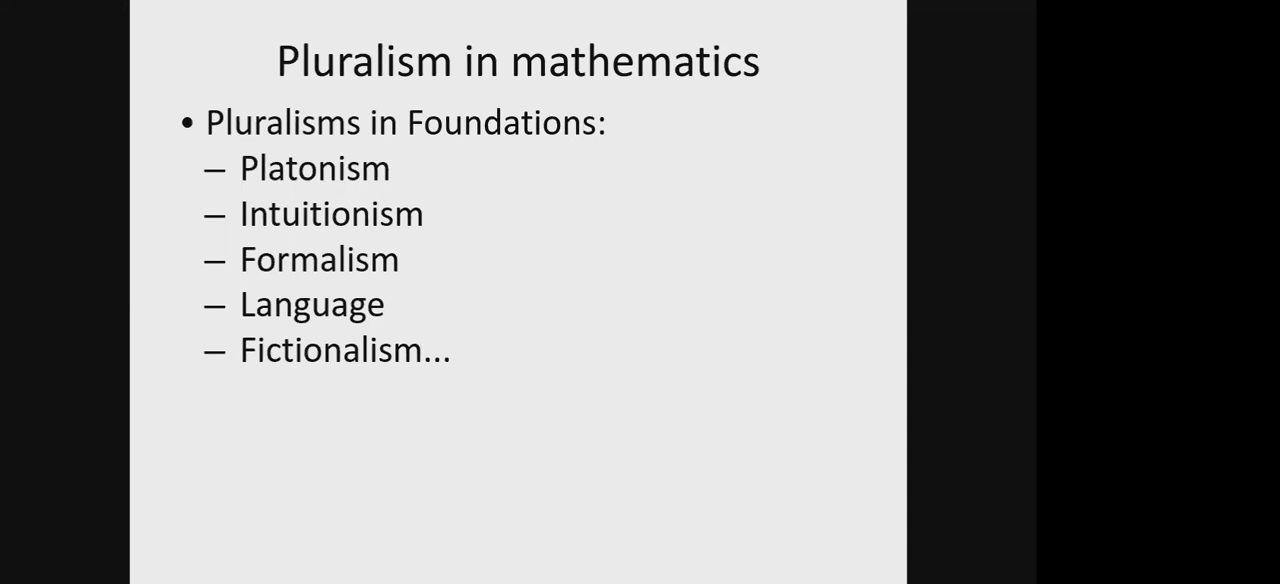 Pluralism in mathematics
• Pluralisms in Foundations:
– Platonism
– Intuitionism
– Formalism
– Language
– Fictionalism...